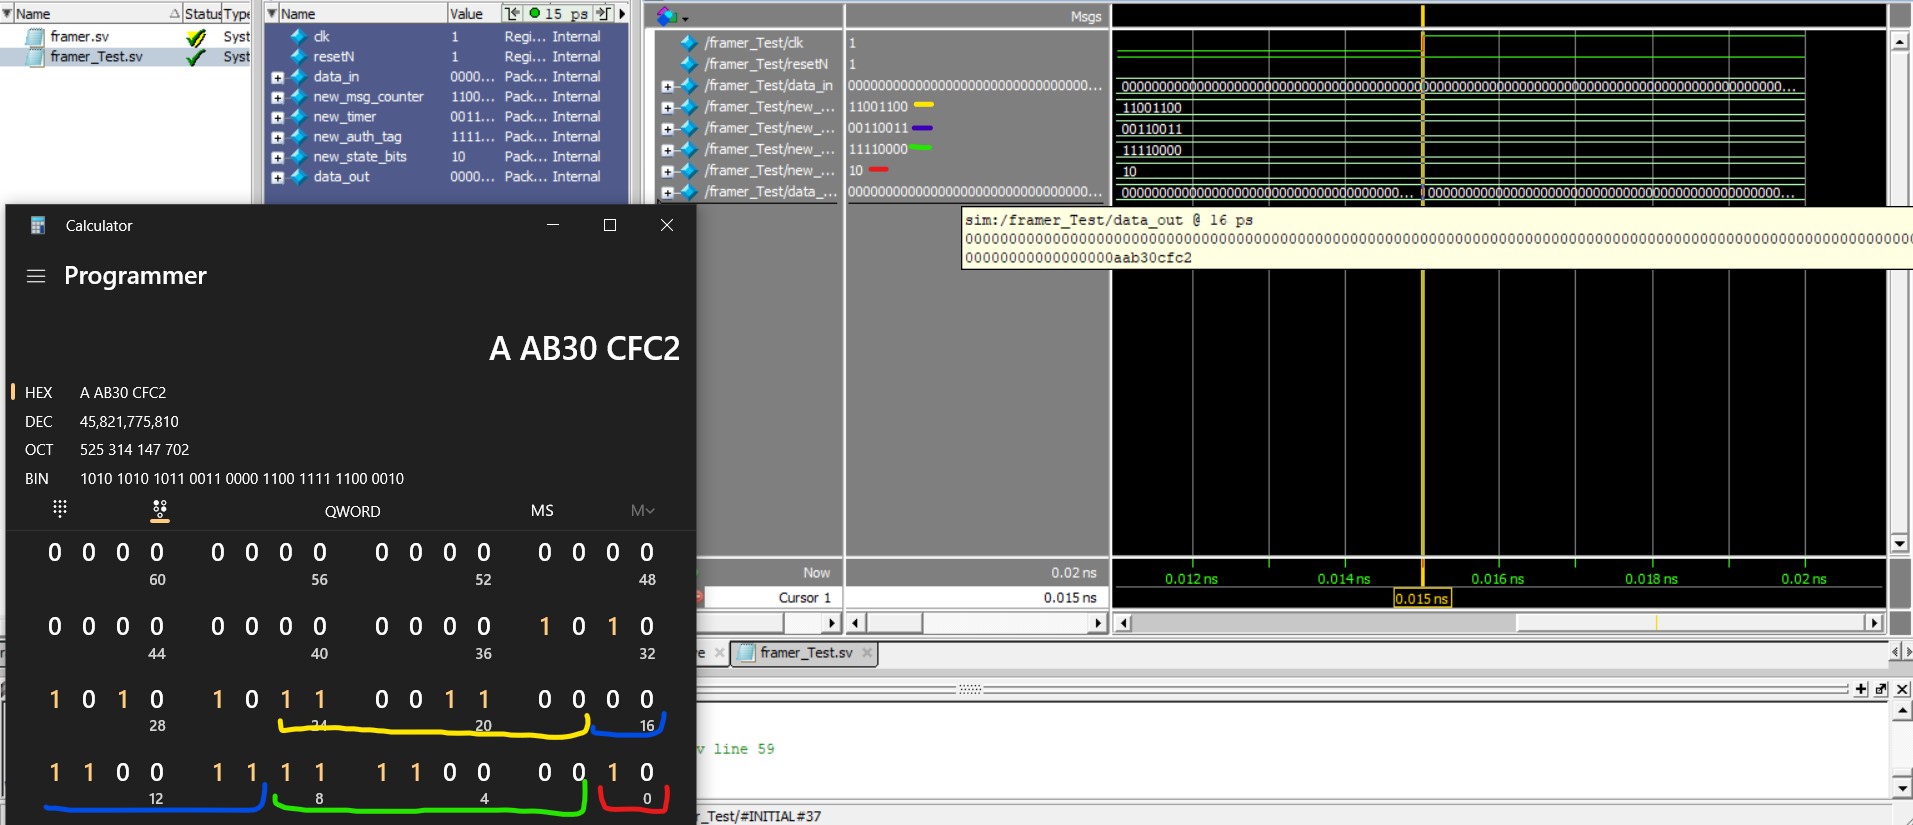 Name Status Type
framer.sv Syst
framer_Test.sv Syst
Name Value 15 ps
clk 1 Regi... Internal
resetN 1 Regi... Internal
data_in 0000... Pack... Internal
new_msg_counter 1100... Pack... Internal
new_timer 0011... Pack... Internal
new_auth_tag 1111... Pack... Internal
new_state_bits 10 Pack... Internal
data_out 0000... Pack... Internal
Msgs
/framer_Test/clk 1
/framer_Test/resetN 1
/framer_Test/data_in
/framer_Test/new_... 11001100 11001100
/framer_Test/new_... 00110011 00110011
/framer_Test/new_... 11110000 11110000
/framer_Test/new_... 10 10
/framer_Test/data_...
sim:/framer_Test/data_out @ 16 ps
Calculator
Programmer
A AB30 CFC2
HEX A AB30 CFC2
DEC 45,821,775,810
OCT 525 314 147 702
BIN 1010 1010 1011 0011 0000 1100 1111 1100 0010
QWORD MS M
0 0 0 0 0 0 0 0 0 0 0 0 0 0 0 0
60 56 52 48
0 0 0 0 0 0 0 0 0 0 0 0 1 0 1 0
44 40 36 32
1 0 1 0 1 0 1 1 0 0 1 1 0 0 0 0
28 24 20 16
1 1 0 0 1 1 1 1 1 1 0 0 0 0 1 0
12 8 4 0
Now 0.02 ns
Cursor 1 0.015 ns
0.012 ns 0.014 ns 0.016 ns 0.018 ns 0.02 ns
0.015 ns
framer_Test.sv
v line 59
r_Test/#INITIAL#37